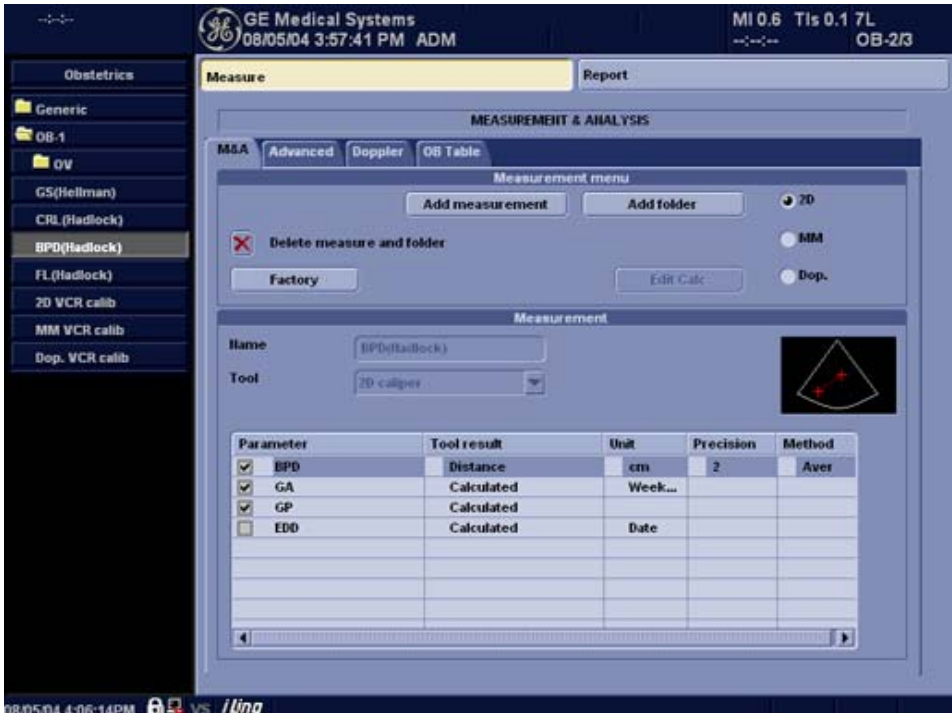 --:--:--
GE Medical Systems
08/05/04 3:57:41 PM ADM
MI 0.6 TIs 0.1 7L
--:--:-- OB-2/3
Obstetrics
Generic
OB-1
OV
GS(Hellman)
CRL(Hadlock)
BPD(Hadlock)
FL(Hadlock)
2D VCR calib
MM VCR calib
Dop. VCR calib
Measure
Report
MEASUREMENT & ANALYSIS
M&A Advanced Doppler OB Table
Measurement menu
Add measurement Add folder 2D
Delete measure and folder MM
Factory Edit Calc Dop.
Measurement
Name BPD(Hadlock)
Tool 2D caliper
Parameter Tool result Unit Precision Method
BPD Distance cm 2 Aver
GA Calculated Week...
GP Calculated
EDD Calculated Date
08/05/04 4:06:14PM VS iLinq